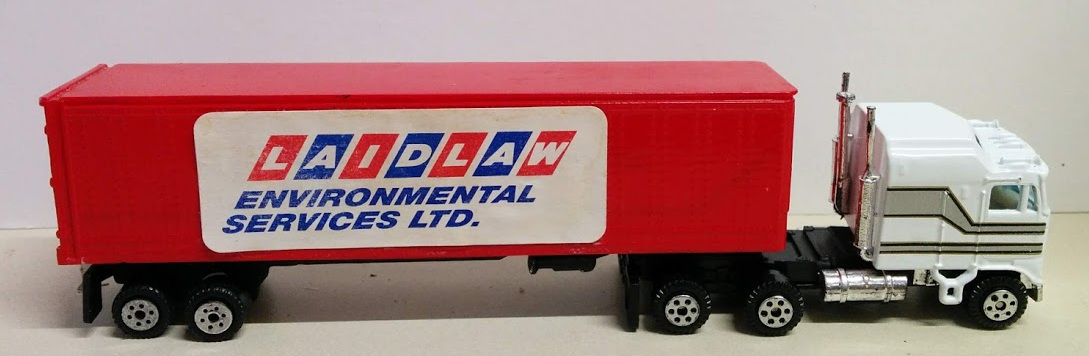 LAIDLAW
ENVIRONMENTAL
SERVICES LTD.